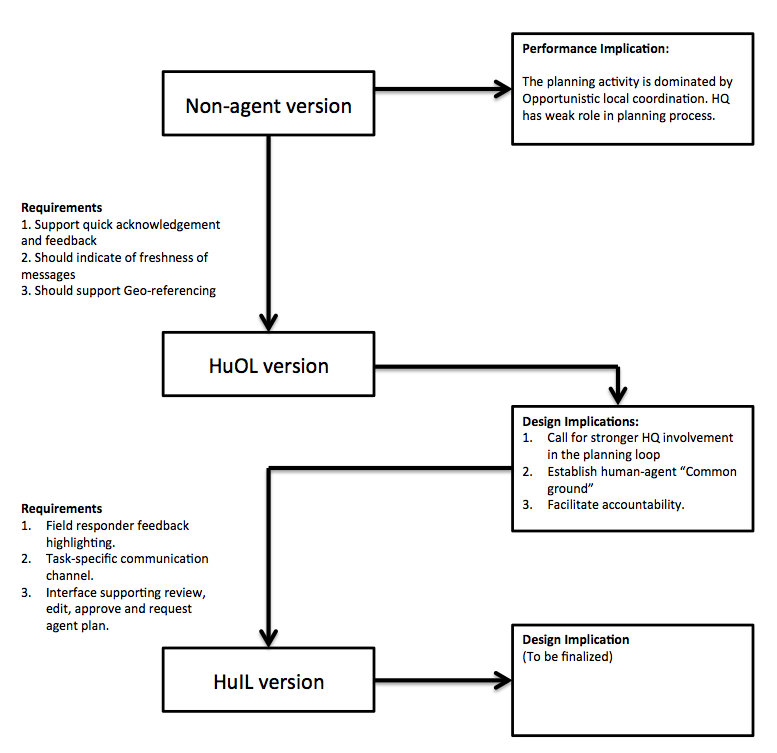 Performance Implication:
The planning activity is dominated by
Opportunistic local coordination. HQ
has weak role in planning process.
Non-agent version
Requirements
1. Support quick acknowledgement
and feedback
2. Should indicate of freshness of
messages
3. Should support Geo-referencing
HuOL version
Design Implications:
1. Call for stronger HQ involvement
in the planning loop
2. Establish human-agent “Common
ground”
3. Facilitate accountability.
Requirements
1. Field responder feedback
highlighting.
2. Task-specific communication
channel.
3. Interface supporting review,
edit, approve and request
agent plan.
HuIL version
Design Implication
(To be finalized)